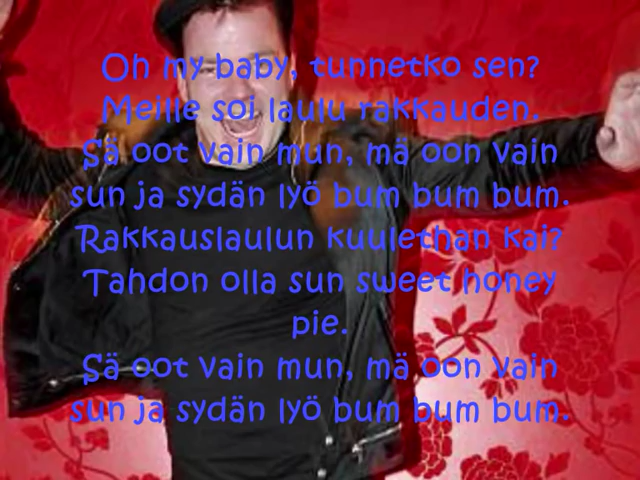 Oh my baby, tunnetko sen?
Meille soi laulu rakkauden.
Sä oot vain mun, mä oon vain
sun ja sydän lyö bum bum bum.
Rakkauslaulun kuulethan kai?
Tahdon olla sun sweet honey
pie.
Sä oot vain mun, mä oon vain
sun ja sydän lyö bum bum bum.